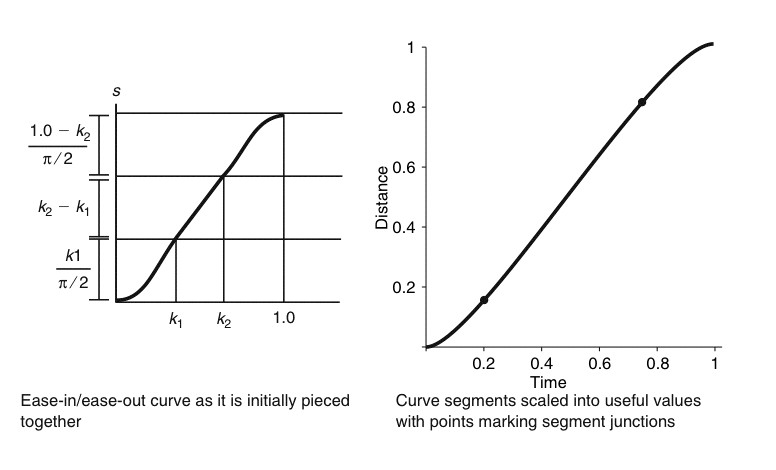 s
1.0 − k2
π/2
k2 − k1
k1
π/2
k1 k2 1.0
Ease-in/ease-out curve as it is initially pieced
together
1
0.8
0.6
0.4
0.2
Distance
0.2 0.4 0.6 0.8 1
Time
Curve segments scaled into useful values
with points marking segment junctions